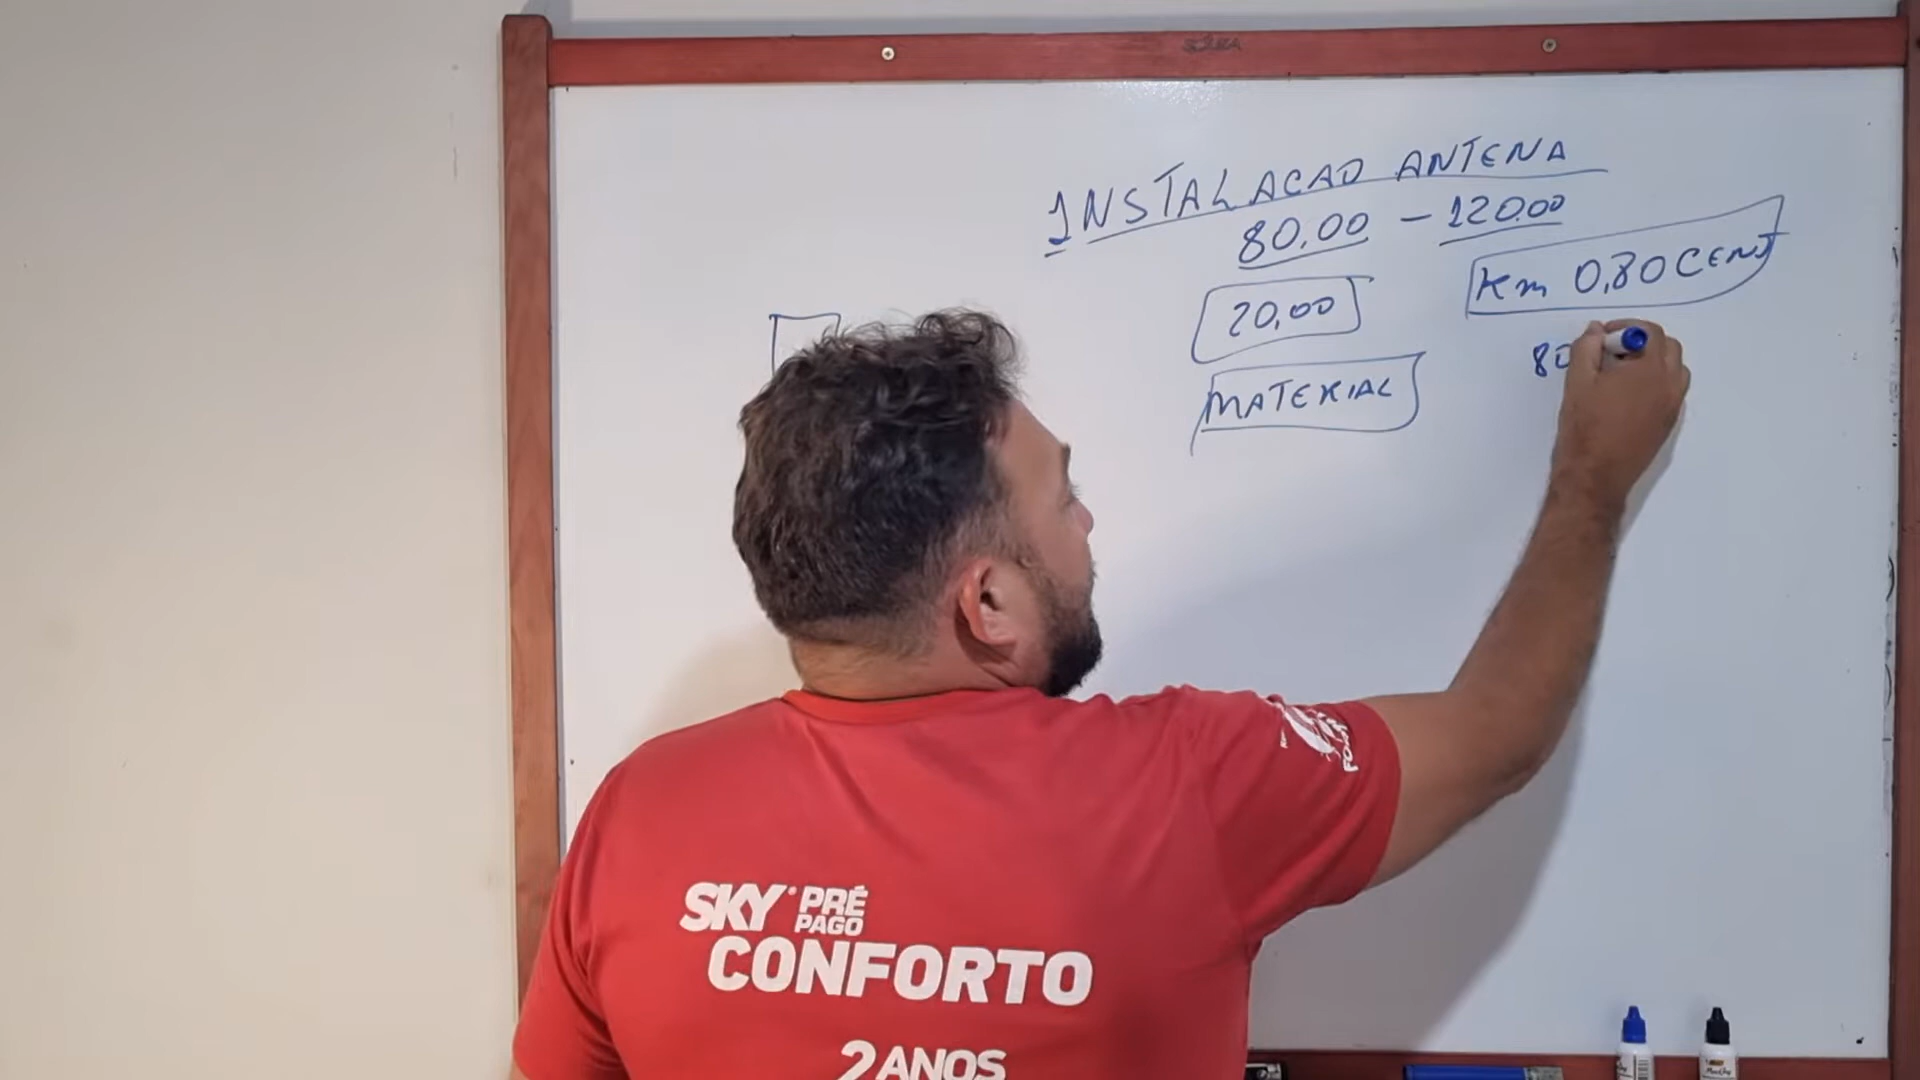 INSTALACAO ANTENA
80,00 - 120.00
20,00
Km 0,80 CENT
MATERIAL
80
SKY PRÉ PAGO
CONFORTO
2 ANOS